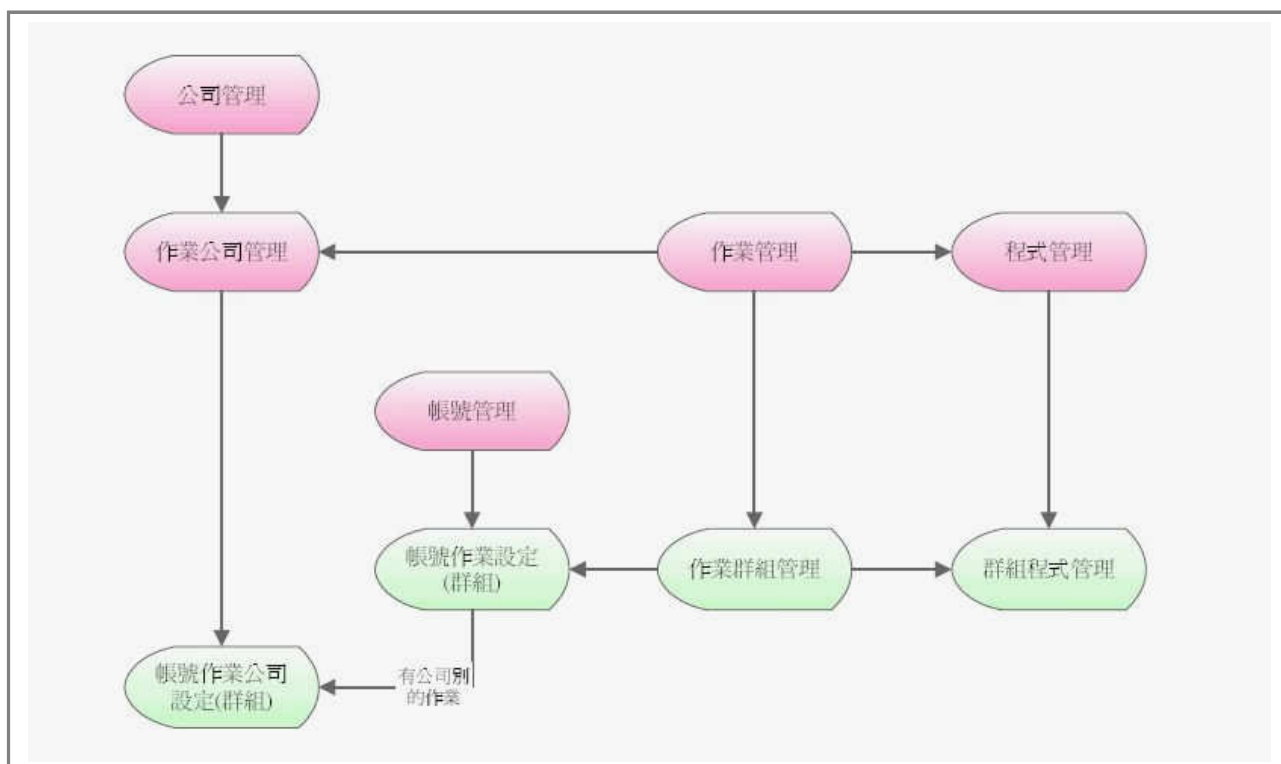 公司管理
作業公司管理
作業管理
程式管理
帳號管理
帳號作業設定
(群組)
作業群組管理
群組程式管理
帳號作業公司
設定(群組)
有公司別
的作業